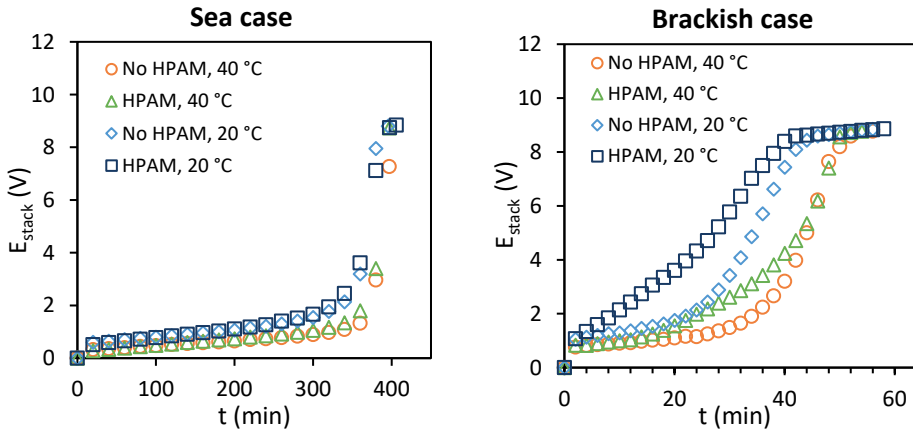 Sea case
12
10
8
6
4
2
0
E_stack (V)
No HPAM, 40 °C
HPAM, 40 °C
No HPAM, 20 °C
HPAM, 20 °C
0 100 200 300 400
t (min)
Brackish case
12
10
8
6
4
2
0
E_stack (V)
No HPAM, 40 °C
HPAM, 40 °C
No HPAM, 20 °C
HPAM, 20 °C
0 20 40 60
t (min)